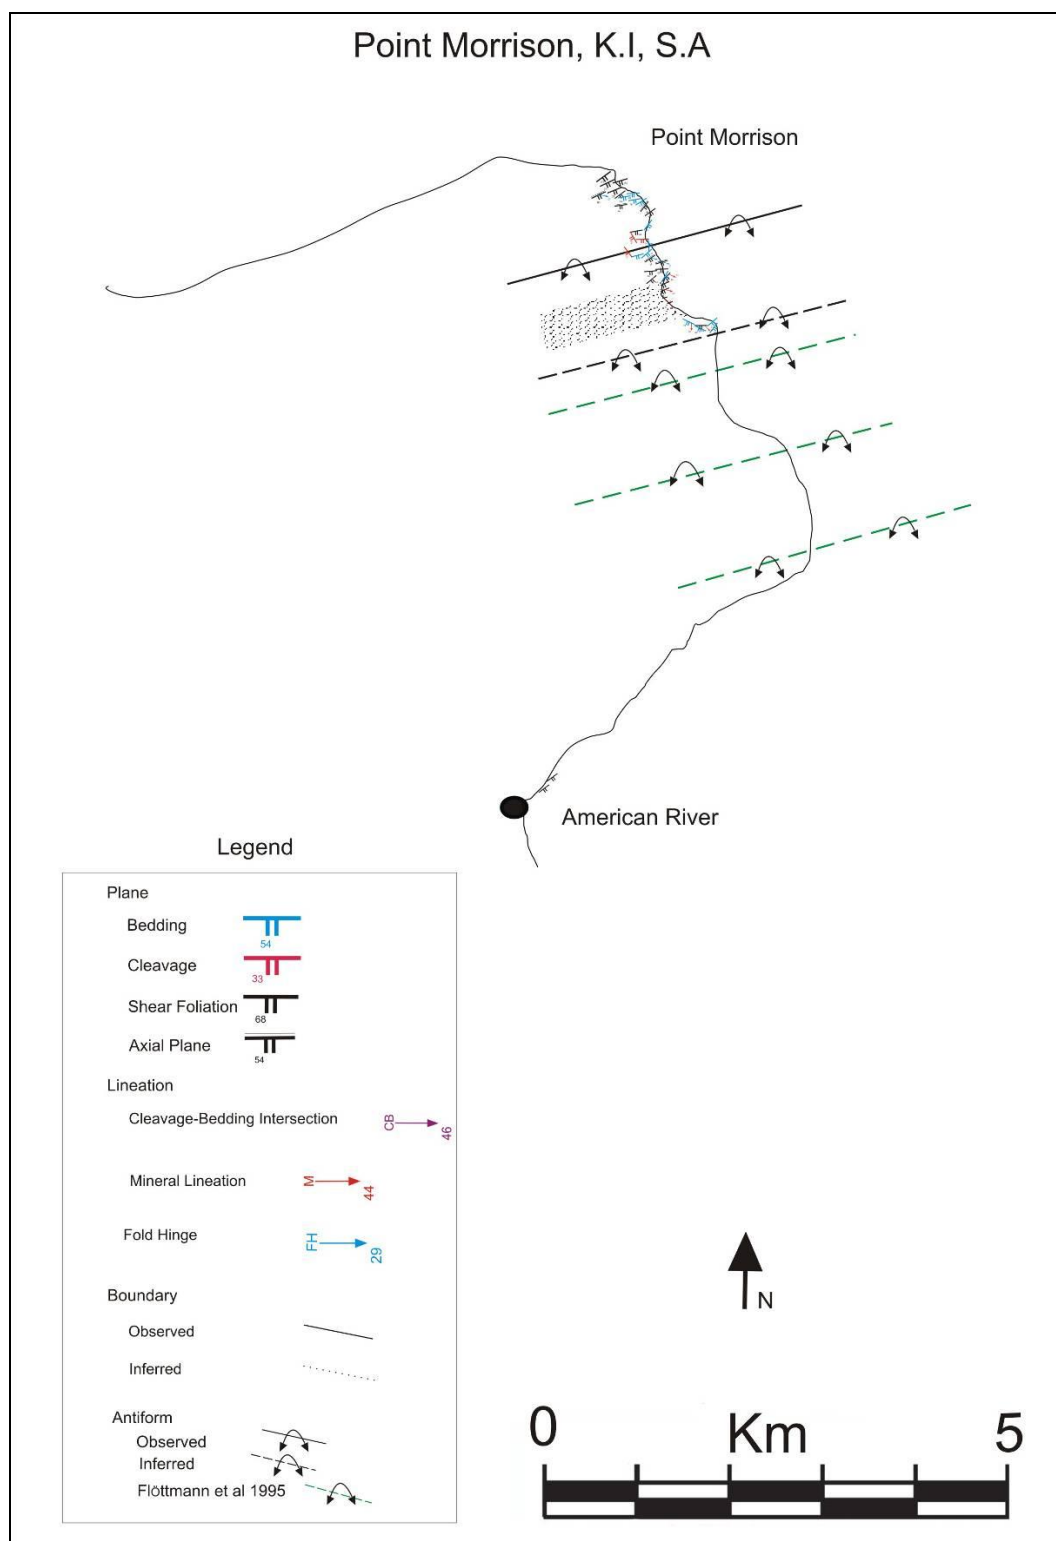 Point Morrison, K.I, S.A
Point Morrison
American River
Legend
Plane
Bedding
54
Cleavage
33
Shear Foliation
68
Axial Plane
54
Lineation
Cleavage-Bedding Intersection
CB
46
Mineral Lineation
M
44
Fold Hinge
FH
29
Boundary
Observed
Inferred
Antiform
Observed
Inferred
Flöttmann et al 1995
N
0 Km 5